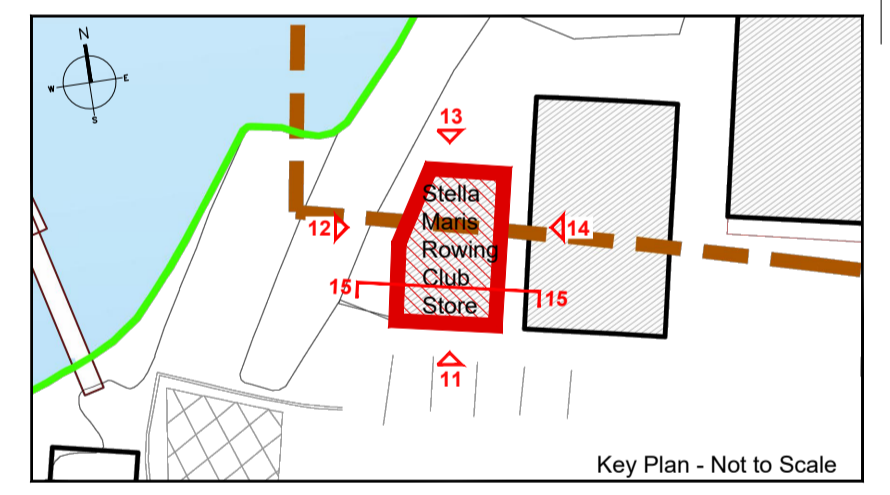 N
W
E
S
13
Stella
Maris
12
14
Rowing
Club
15
15
Store
11
Key Plan - Not to Scale